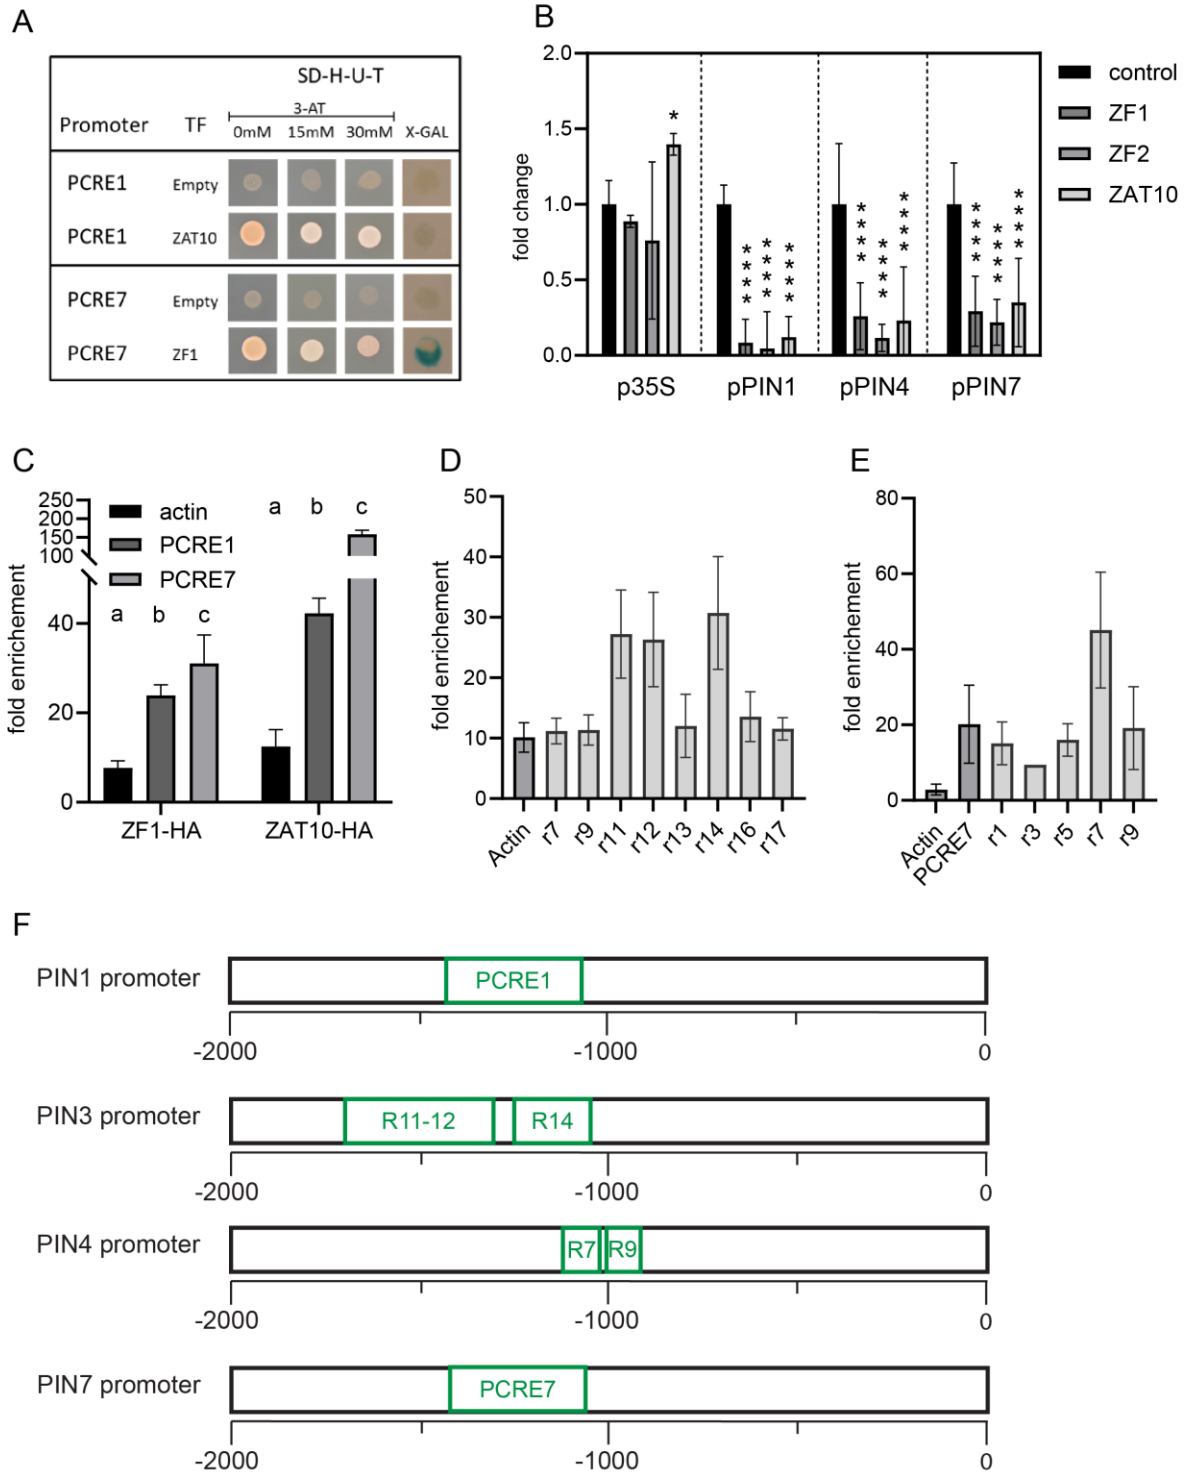 A
SD-H-U-T
3-AT
Promoter TF 0mM 15mM 30mM X-GAL
PCRE1 Empty
PCRE1 ZAT10
PCRE7 Empty
PCRE7 ZF1
B
fold change
2.0
1.5
1.0
0.5
0.0
*
* * * *
* * * *
* * * *
* * * *
* * * *
* * * *
* * * *
* * * *
* * * *
p35S pPIN1 pPIN4 pPIN7
control
ZF1
ZF2
ZAT10
C
fold enrichement
250
200
150
100
40
20
0
actin
PCRE1
PCRE7
a b c
a b c
ZF1-HA ZAT10-HA
D
fold enrichement
50
40
30
20
10
0
Actin r7 r9 r11 r12 r13 r14 r16 r17
E
fold enrichement
80
60
40
20
0
Actin PCRE7 r1 r3 r5 r7 r9
F
PIN1 promoter PCRE1
-2000 -1000 0
PIN3 promoter R11-12 R14
-2000 -1000 0
PIN4 promoter R7 R9
-2000 -1000 0
PIN7 promoter PCRE7
-2000 -1000 0